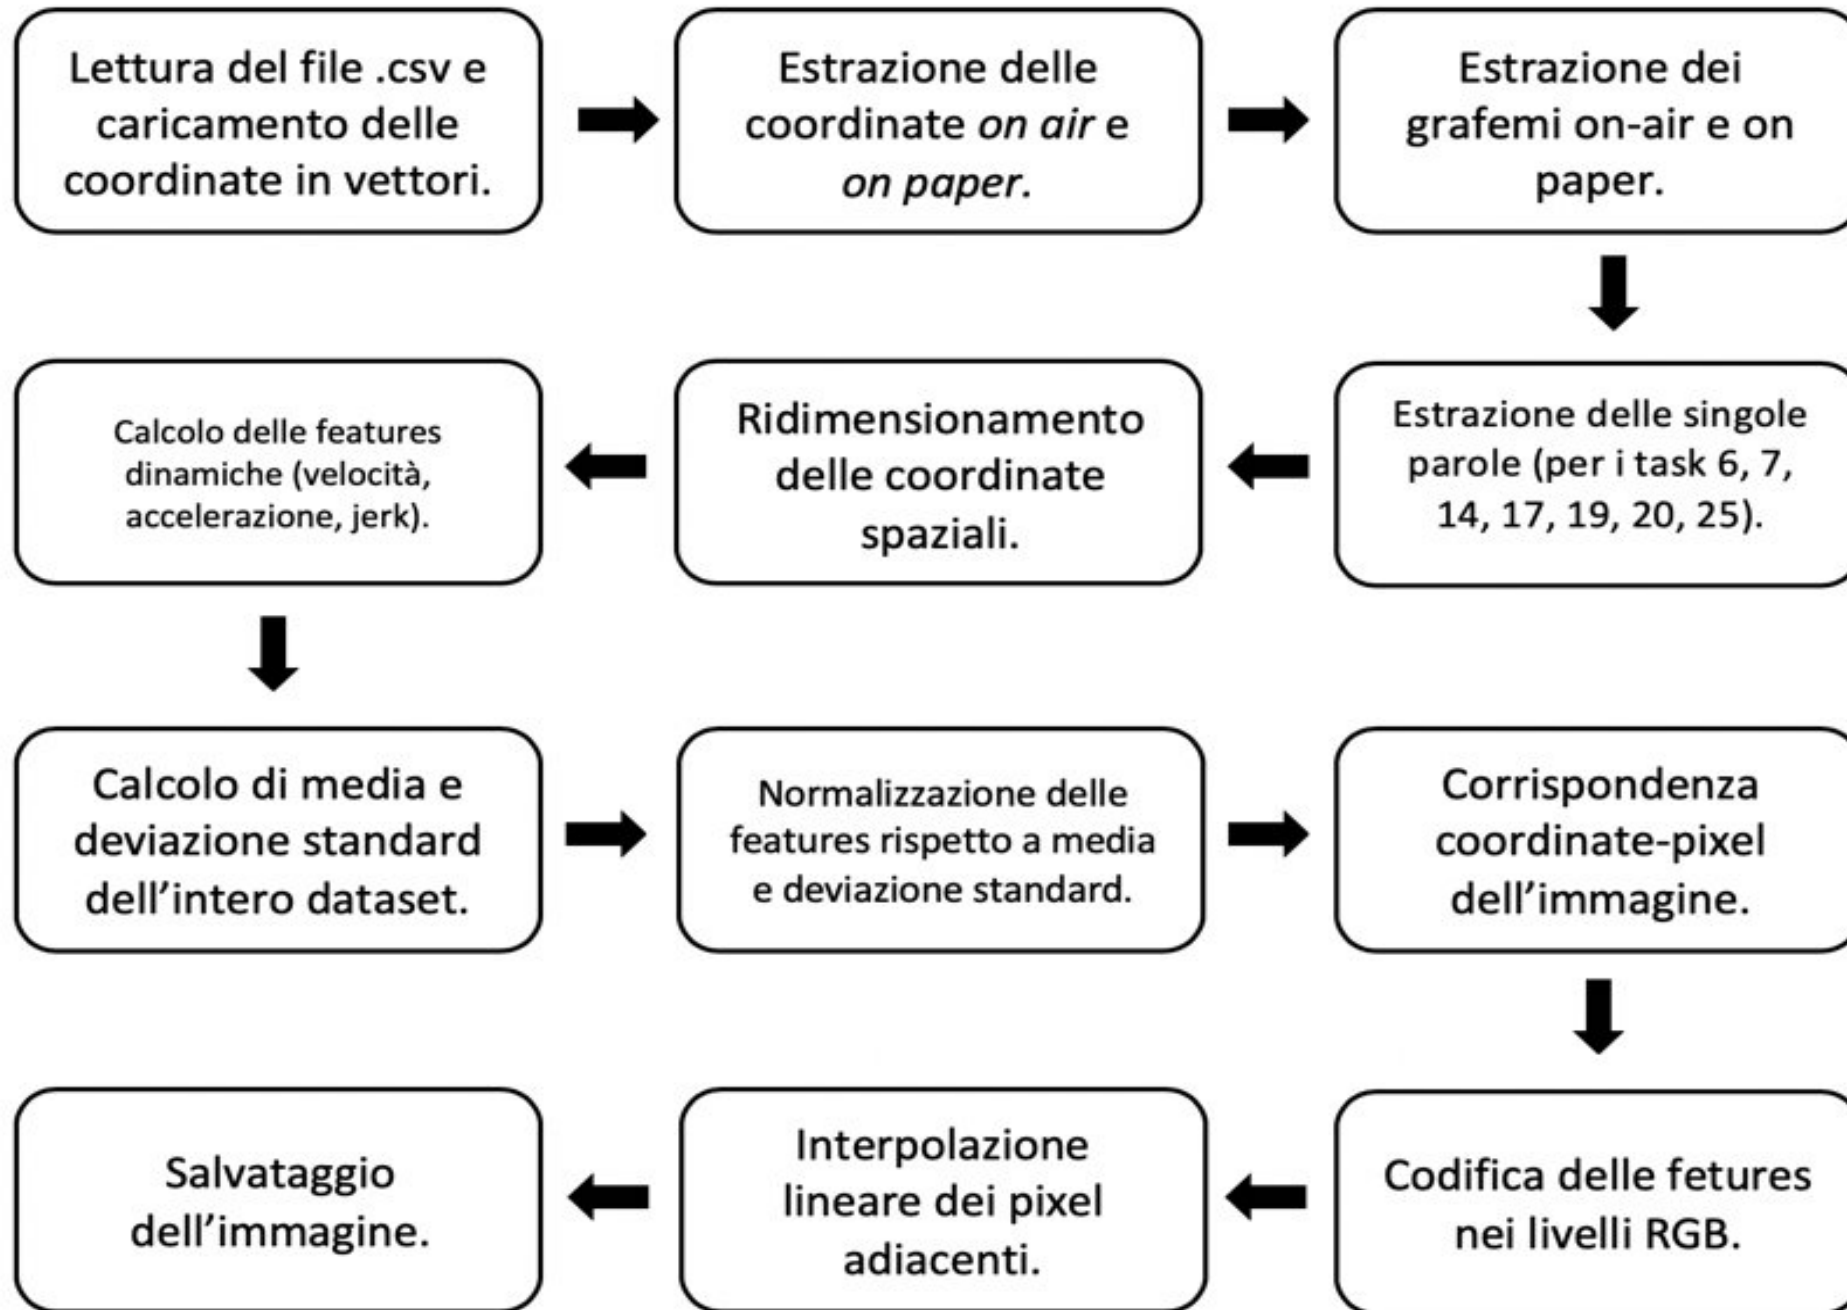 Lettura del file .csv e
caricamento delle
coordinate in vettori.
Estrazione delle
coordinate on air e
on paper.
Estrazione dei
grafemi on-air e on
paper.
Estrazione delle singole
parole (per i task 6, 7,
14, 17, 19, 20, 25).
Ridimensionamento
delle coordinate
spaziali.
Calcolo delle features
dinamiche (velocità,
accelerazione, jerk).
Calcolo di media e
deviazione standard
dell’intero dataset.
Normalizzazione delle
features rispetto a media
e deviazione standard.
Corrispondenza
coordinate-pixel
dell’immagine.
Codifica delle fetures
nei livelli RGB.
Interpolazione
lineare dei pixel
adiacenti.
Salvataggio
dell’immagine.